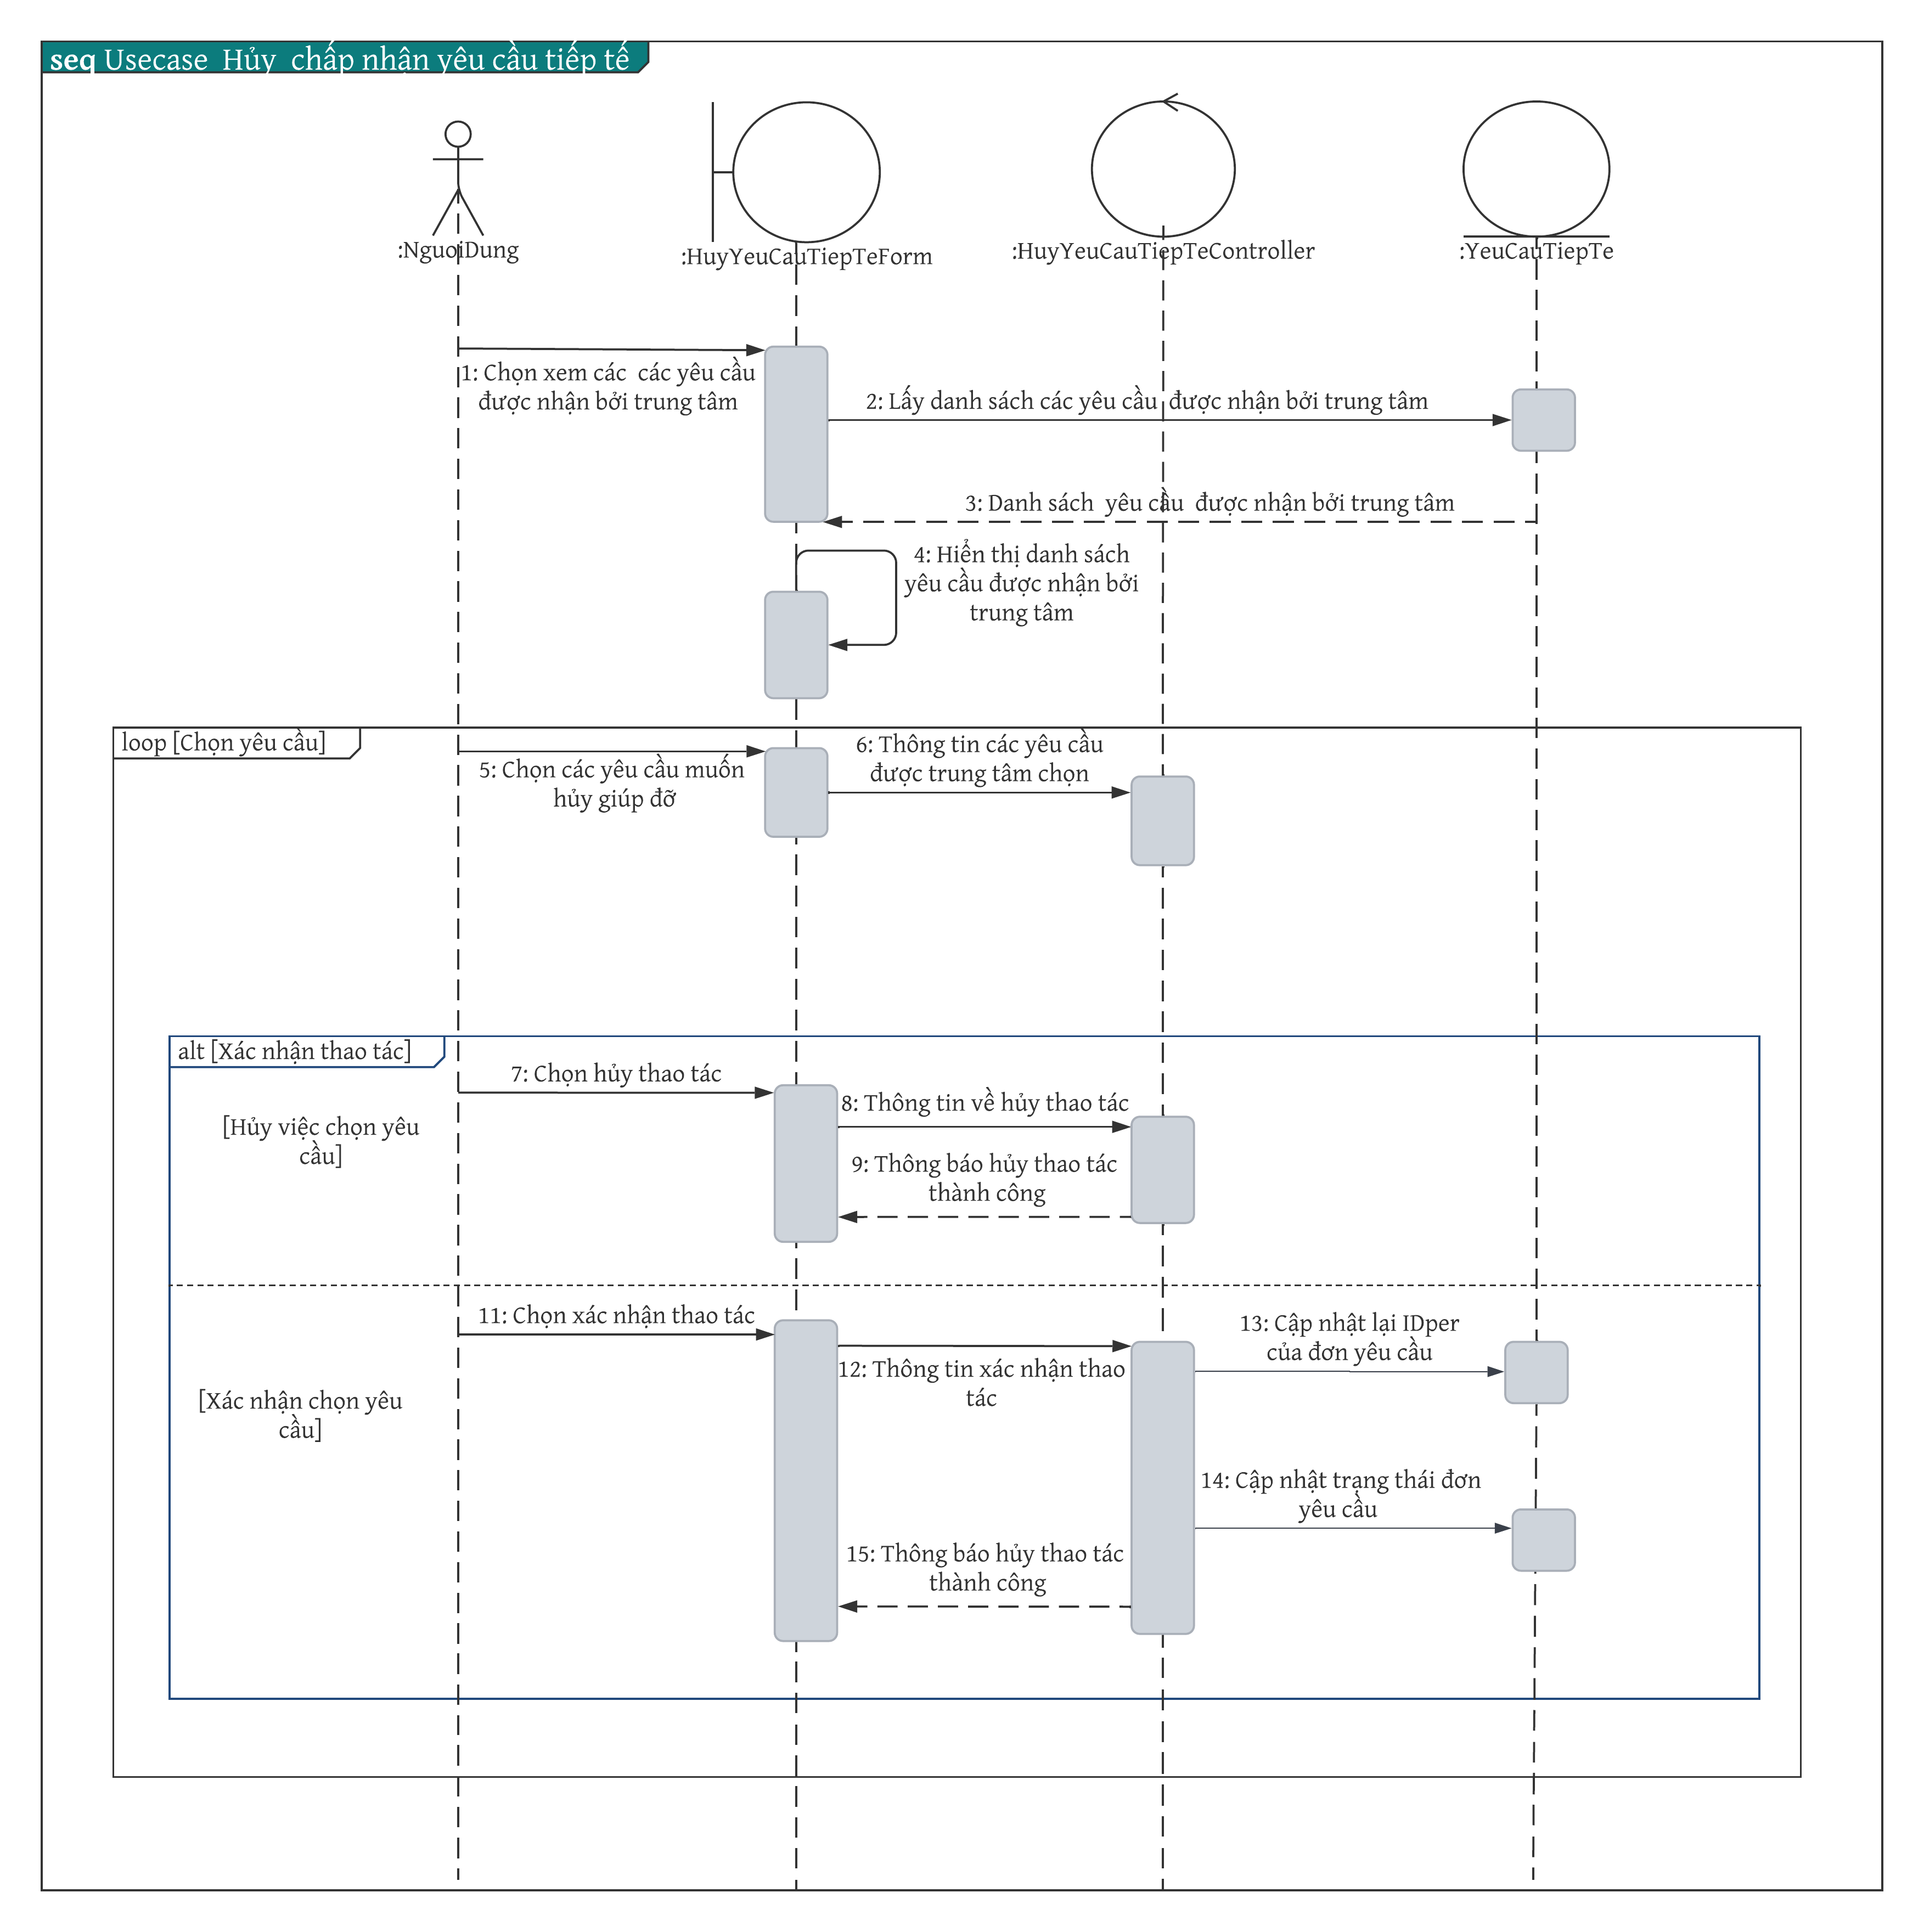 seq Usecase Hủy chấp nhận yêu cầu tiếp tế
:NguoiDung
:HuyYeuCauTiepTeForm
:HuyYeuCauTiepTeController
:YeuCauTiepTe
1: Chọn xem các các yêu cầu
được nhận bởi trung tâm
2: Lấy danh sách các yêu cầu được nhận bởi trung tâm
3: Danh sách yêu cầu được nhận bởi trung tâm
4: Hiển thị danh sách
yêu cầu được nhận bởi
trung tâm
loop [Chọn yêu cầu]
5: Chọn các yêu cầu muốn
hủy giúp đỡ
6: Thông tin các yêu cầu
được trung tâm chọn
alt [Xác nhận thao tác]
7: Chọn hủy thao tác
[Hủy việc chọn yêu
cầu]
8: Thông tin về hủy thao tác
9: Thông báo hủy thao tác
thành công
11: Chọn xác nhận thao tác
[Xác nhận chọn yêu
cầu]
12: Thông tin xác nhận thao
tác
13: Cập nhật lại IDper
của đơn yêu cầu
14: Cập nhật trạng thái đơn
yêu cầu
15: Thông báo hủy thao tác
thành công